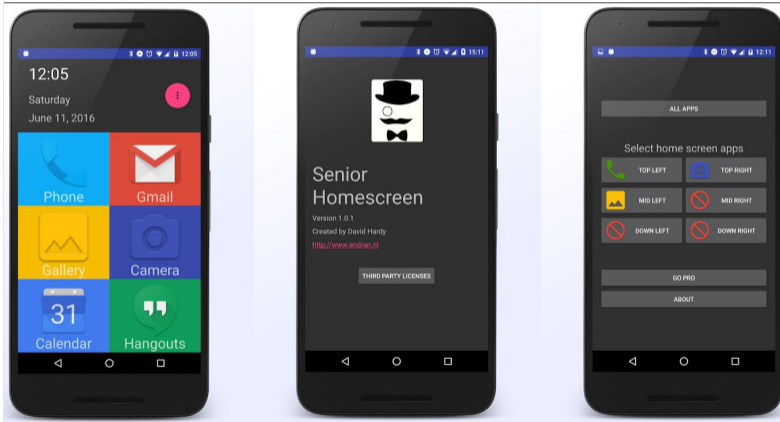 12:05
12:05
Saturday
June 11, 2016
Phone
Gmail
Gallery
Camera
31
Calendar
Hangouts
15:11
Senior
Homescreen
Version 1.0.1
Created by David Hardy
http://www.endran.nl
THIRD PARTY LICENSES
12:11
ALL APPS
Select home screen apps
TOP LEFT
TOP RIGHT
MID LEFT
MID RIGHT
DOWN LEFT
DOWN RIGHT
GO PRO
ABOUT